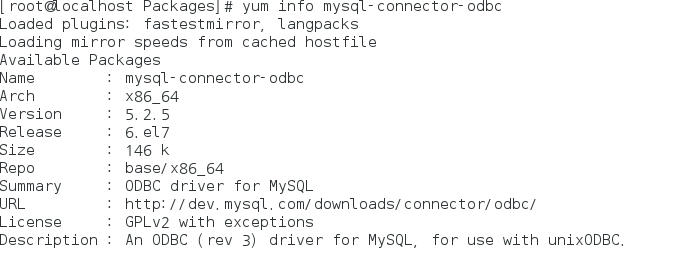 [root@localhost Packages]# yum info mysql-connector-odbc
Loaded plugins: fastestmirror, langpacks
Loading mirror speeds from cached hostfile
Available Packages
Name        : mysql-connector-odbc
Arch        : x86_64
Version     : 5.2.5
Release     : 6.el7
Size        : 146 k
Repo        : base/x86_64
Summary     : ODBC driver for MySQL
URL         : http://dev.mysql.com/downloads/connector/odbc/
License     : GPLv2 with exceptions
Description : An ODBC (rev 3) driver for MySQL, for use with unixODBC.